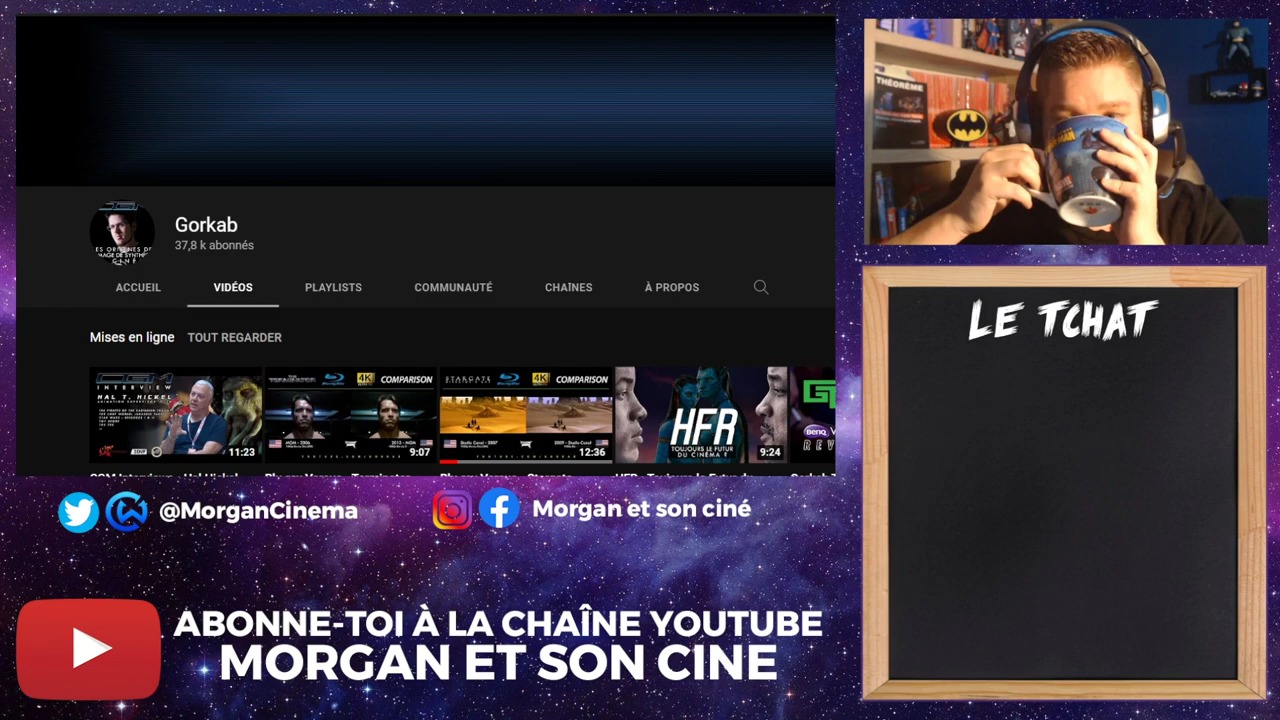 Gorkab
37,8 k abonnés
ACCUEIL
VIDÉOS
PLAYLISTS
COMMUNAUTÉ
CHAÎNES
À PROPOS
Mises en ligne
TOUT REGARDER
INTERVIEW
HAL T. HICKEL
11:23
COMPARISON
4K
9:07
STARGATE
4K
COMPARISON
12:36
HFR
TOUJOURS LE FUTUR
DU CINÉMA ?
9:24
BenQ
THÉORÈME
LE TCHAT
@MorganCinema
Morgan et son ciné
ABONNE-TOI À LA CHAÎNE YOUTUBE
MORGAN ET SON CINE